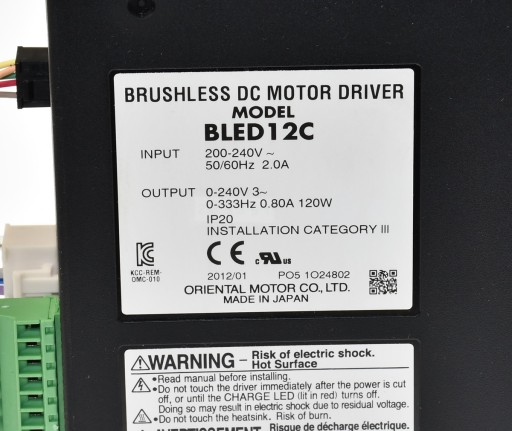 BRUSHLESS DC MOTOR DRIVER
MODEL
BLED12C
INPUT 200-240V ~
50/60Hz 2.0A
OUTPUT 0-240V 3~
0-333Hz 0.80A 120W
IP20
INSTALLATION CATEGORY III
KCC-REM-
OMC-010
CE c RU us
2012/01 PO5 1O24802
ORIENTAL MOTOR CO., LTD.
MADE IN JAPAN
WARNING – Risk of electric shock.
Hot Surface
•Read manual before installing.
•Do not touch the driver immediately after the power is cut
off, or until the CHARGE LED (lit in red) turns off.
Doing so may result in electric shock due to residual voltage.
•Do not touch the heatsink. Risk of burn.
AVERTISSEMENT Risque de décharge électrique.